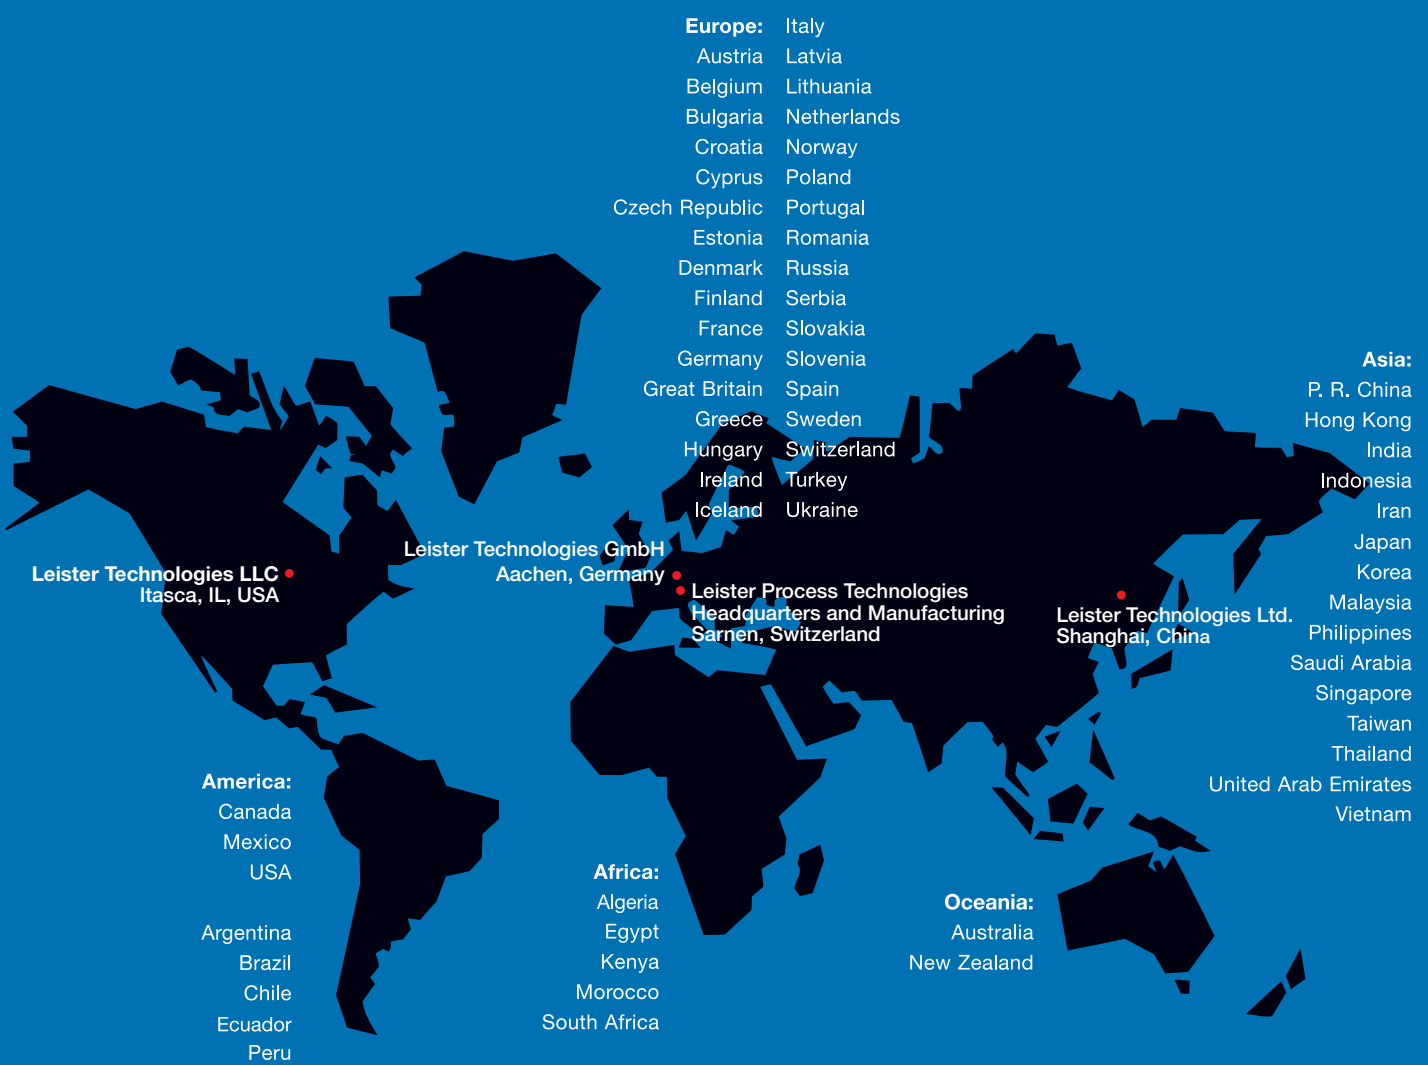 Europe:
Austria
Belgium
Bulgaria
Croatia
Cyprus
Czech Republic
Estonia
Denmark
Finland
France
Germany
Great Britain
Greece
Hungary
Ireland
Iceland
Italy
Latvia
Lithuania
Netherlands
Norway
Poland
Portugal
Romania
Russia
Serbia
Slovakia
Slovenia
Spain
Sweden
Switzerland
Turkey
Ukraine
Asia:
P. R. China
Hong Kong
India
Indonesia
Iran
Japan
Korea
Malaysia
Philippines
Saudi Arabia
Singapore
Taiwan
Thailand
United Arab Emirates
Vietnam
Leister Technologies LLC
Itasca, IL, USA
Leister Technologies GmbH
Aachen, Germany
Leister Process Technologies
Headquarters and Manufacturing
Sarnen, Switzerland
Leister Technologies Ltd.
Shanghai, China
America:
Canada
Mexico
USA
Argentina
Brazil
Chile
Ecuador
Peru
Africa:
Algeria
Egypt
Kenya
Morocco
South Africa
Oceania:
Australia
New Zealand